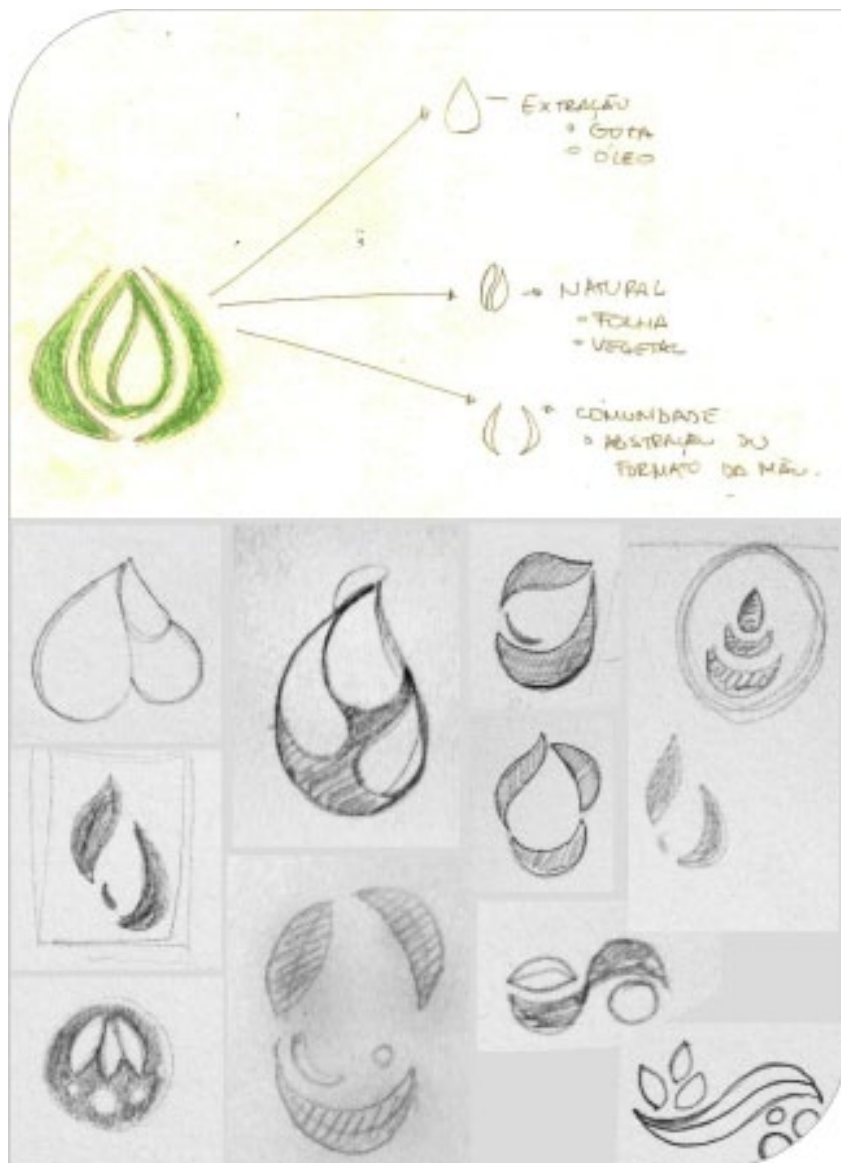 EXTRAÇÃO
• GOTA
• ÓLEO
NATURAL
• FOLHA
• VEGETAL
COMUNIDADE
• ABSTRAÇÃO DO
FORMATO DA MÃO.